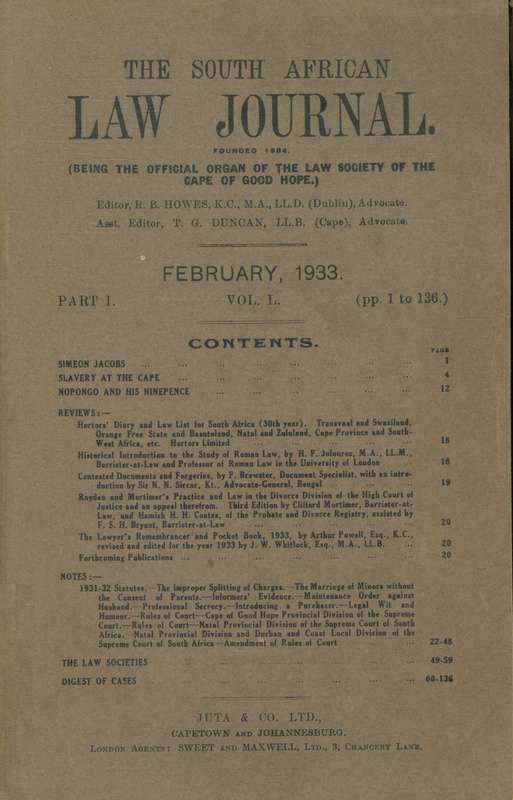 THE SOUTH AFRICAN
LAW JOURNAL.
FOUNDED 1884.
(BEING THE OFFICIAL ORGAN OF THE LAW SOCIETY OF THE
CAPE OF GOOD HOPE.)
Editor, R. B. HOWES, K.C., M.A., LL.D. (Dublin), Advocate.
Asst. Editor, T. G. DUNCAN, LL.B. (Cape), Advocate.
FEBRUARY, 1933.
PART I. VOL. L. (pp. 1 to 136.)
CONTENTS.
PAGE
SIMEON JACOBS ... ... ... ... ... ... 1
SLAVERY AT THE CAPE ... ... ... ... ... ... 4
NOPONGO AND HIS NINEPENCE ... ... ... ... 12
REVIEWS:—
Hortors' Diary and Law List for South Africa (30th year). Transvaal and Swaziland,
Orange Free State and Basutoland, Natal and Zululand, Cape Province and South-
West Africa, etc. Hortors Limited ... ... ... 18
Historical Introduction to the Study of Roman Law, by H. F. Jolowicz, M.A., LL.M.,
Barrister-at-Law and Professor of Roman Law in the University of London 18
Contested Documents and Forgeries, by F. Brewster, Document Specialist, with an intro-
duction by Sir N. N. Sircar, Kt., Advocate-General, Bengal ... 19
Rayden and Mortimer's Practice and Law in the Divorce Division of the High Court of
Justice and on appeal therefrom. Third Edition by Clifford Mortimer, Barrister-at-
Law, and Hamish H. H. Coates, of the Probate and Divorce Registry, assisted by
F. S. H. Bryant, Barrister-at-Law ... ... ... ... 20
The Lawyer's Remembrancer and Pocket Book, 1933, by Arthur Powell, Esq., K.C.,
revised and edited for the year 1933 by J. W. Whitlock, Esq., M.A., LL.B. ... 20
Forthcoming Publications ... ... ... ... ... 20
NOTES:—
1931-32 Statutes.—The Improper Splitting of Charges.—The Marriage of Minors without
the Consent of Parents.—Informers' Evidence.—Maintenance Order against
Husband.—Professional Secrecy.—Introducing a Purchaser.—Legal Wit and
Humour.—Rules of Court—Cape of Good Hope Provincial Division of the Supreme
Court.—Rules of Court—Natal Provincial Division of the Supreme Court of South
Africa.—Natal Provincial Division and Durban and Coast Local Division of the
Supreme Court of South Africa—Amendment of Rules of Court ... 22-48
THE LAW SOCIETIES ... ... ... ... ... 49-59
DIGEST OF CASES ... ... ... ... ... 60-136
JUTA & CO. LTD.,
CAPETOWN AND JOHANNESBURG.
LONDON AGENTS: SWEET AND MAXWELL, LTD., 3, CHANCERY LANE.